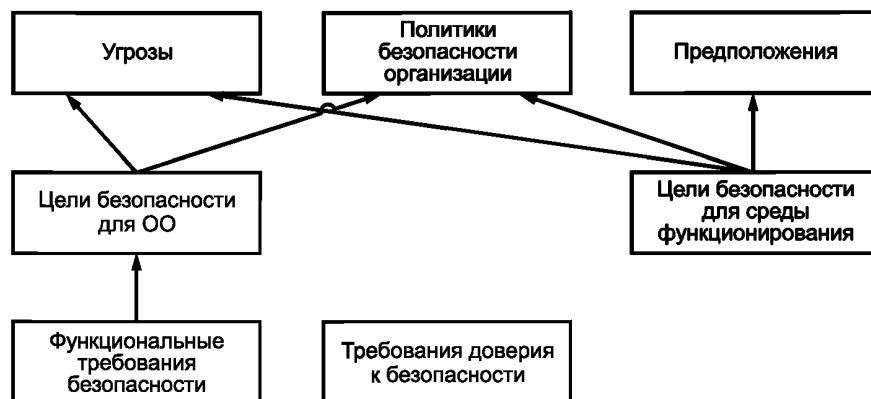 Угрозы
Политики
безопасности
организации
Предположения
Цели безопасности
для ОО
Цели безопасности
для среды
функционирования
Функциональные
требования
безопасности
Требования доверия
к безопасности